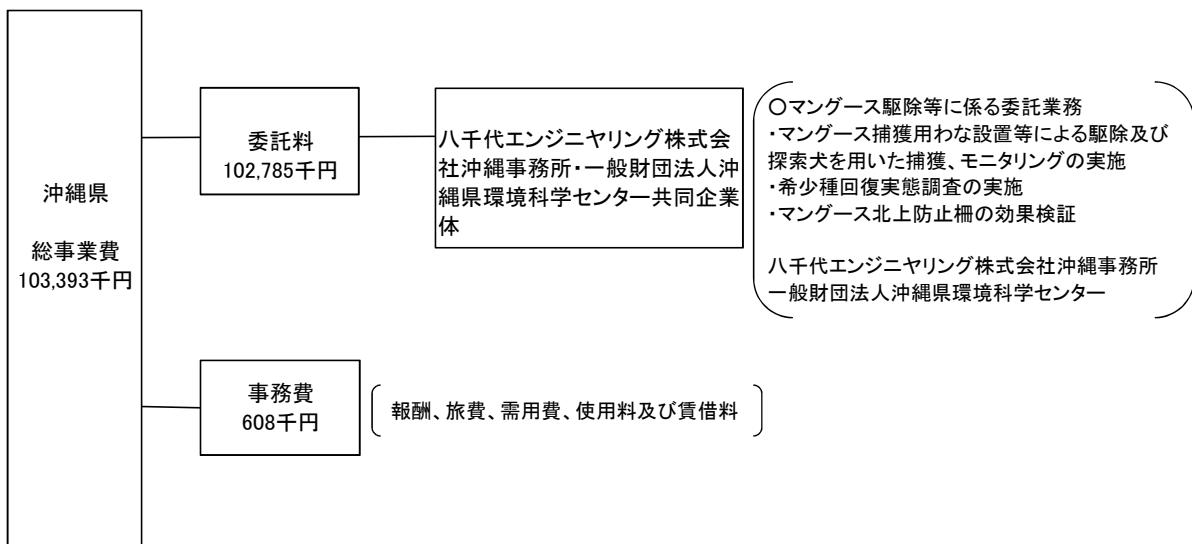 沖縄県
総事業費
103,393千円
委託料
102,785千円
八千代エンジニヤリング株式会
社沖縄事務所・一般財団法人沖
縄県環境科学センター共同企業
体
○マングース駆除等に係る委託業務
・マングース捕獲用わな設置等による駆除及び
探索犬を用いた捕獲、モニタリングの実施
・希少種回復実態調査の実施
・マングース北上防止柵の効果検証
八千代エンジニヤリング株式会社沖縄事務所
一般財団法人沖縄県環境科学センター
事務費
608千円
報酬、旅費、需用費、使用料及び賃借料